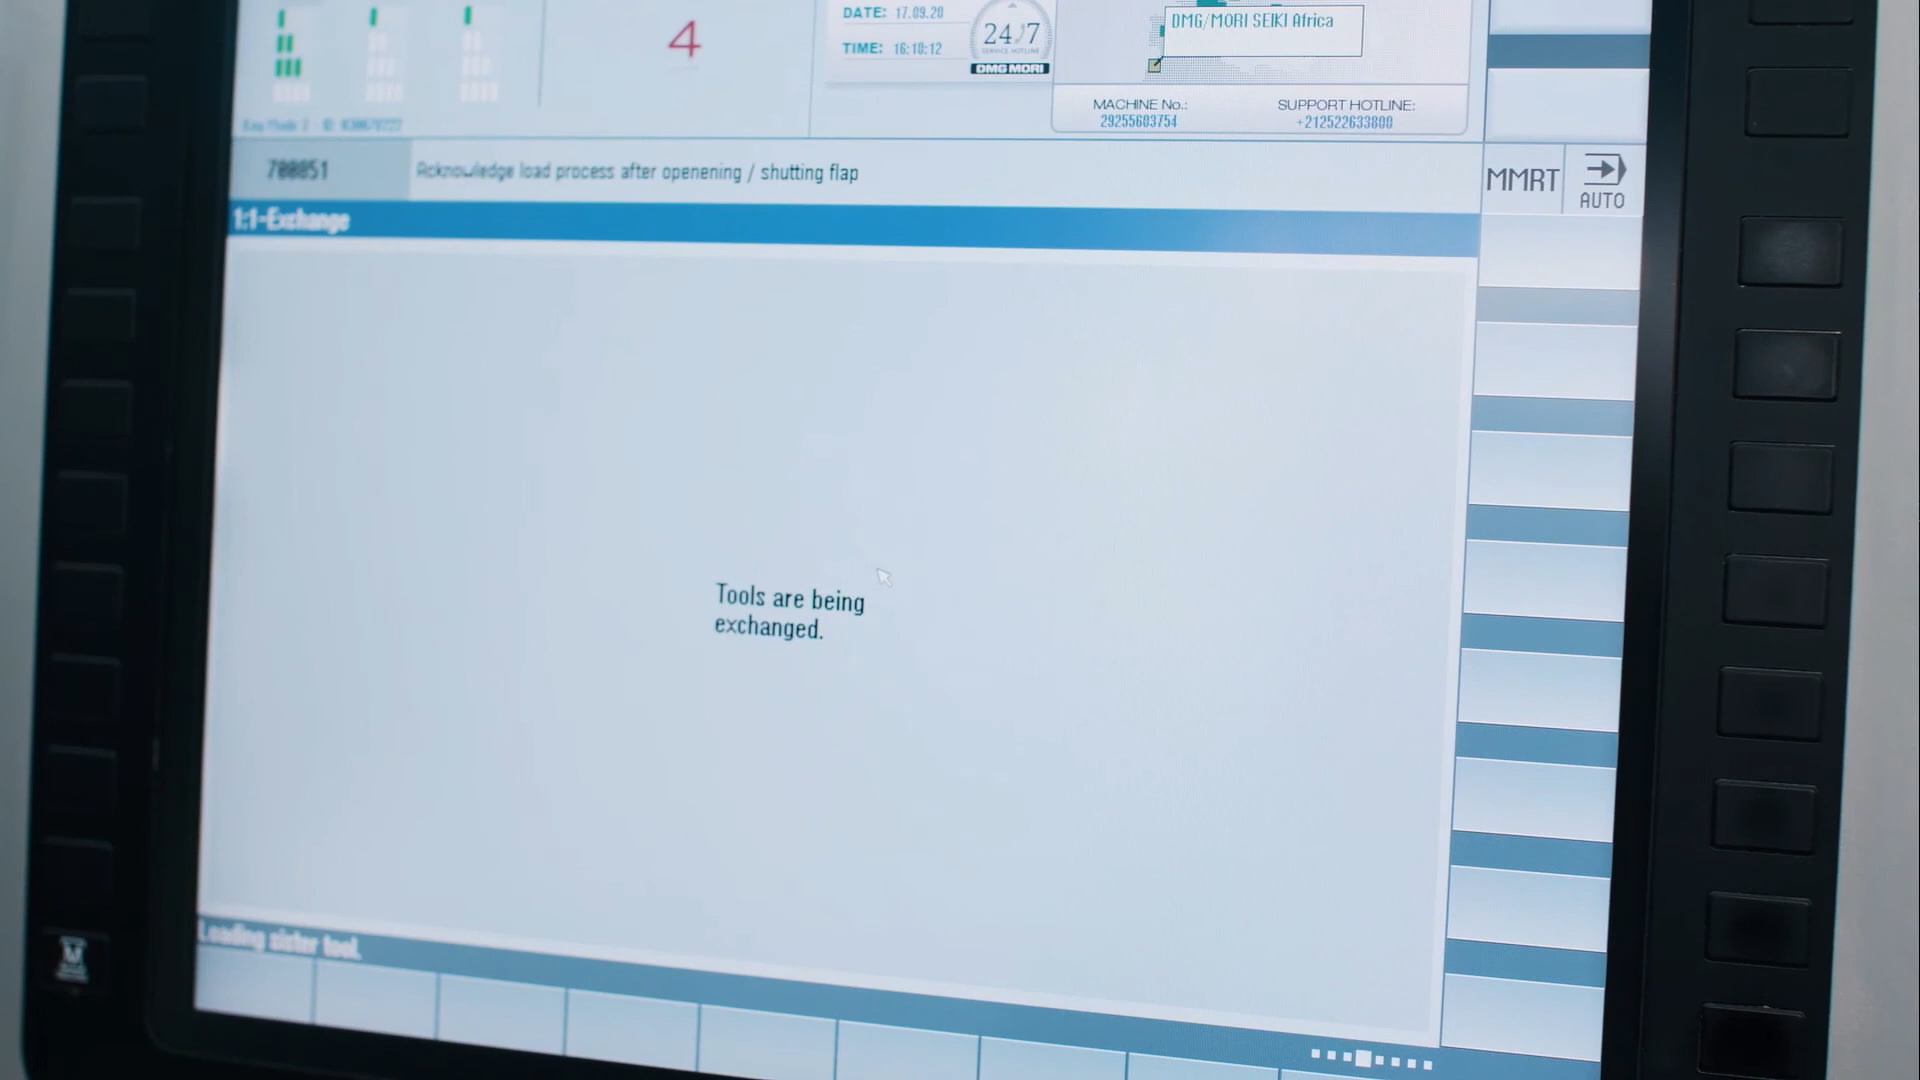 4
DATE: 17.09.20
TIME: 16:10:12
24/7
SERVICE HOTLINE
DMG MORI
DMG/MORI SEIKI Africa
MACHINE No.:
29255603754
SUPPORT HOTLINE:
+212522633800
700051
Acknowledge load process after openening / shutting flap
MMRT
AUTO
1:1-Exchange
Tools are being
exchanged.
Loading sister tool.